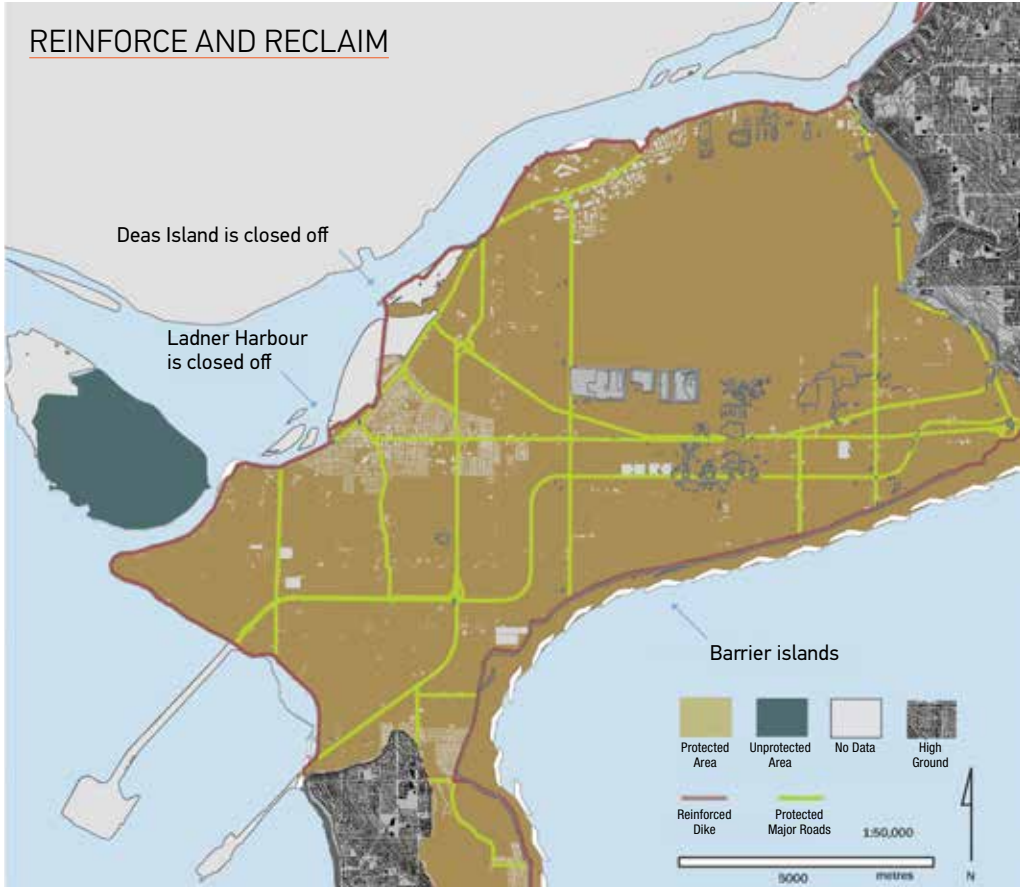 REINFORCE AND RECLAIM
Deas Island is closed off
Ladner Harbour
is closed off
Barrier islands
Protected
Area
Unprotected
Area
No Data
High
Ground
Reinforced
Dike
Protected
Major Roads
1:50,000
5000
metres
N